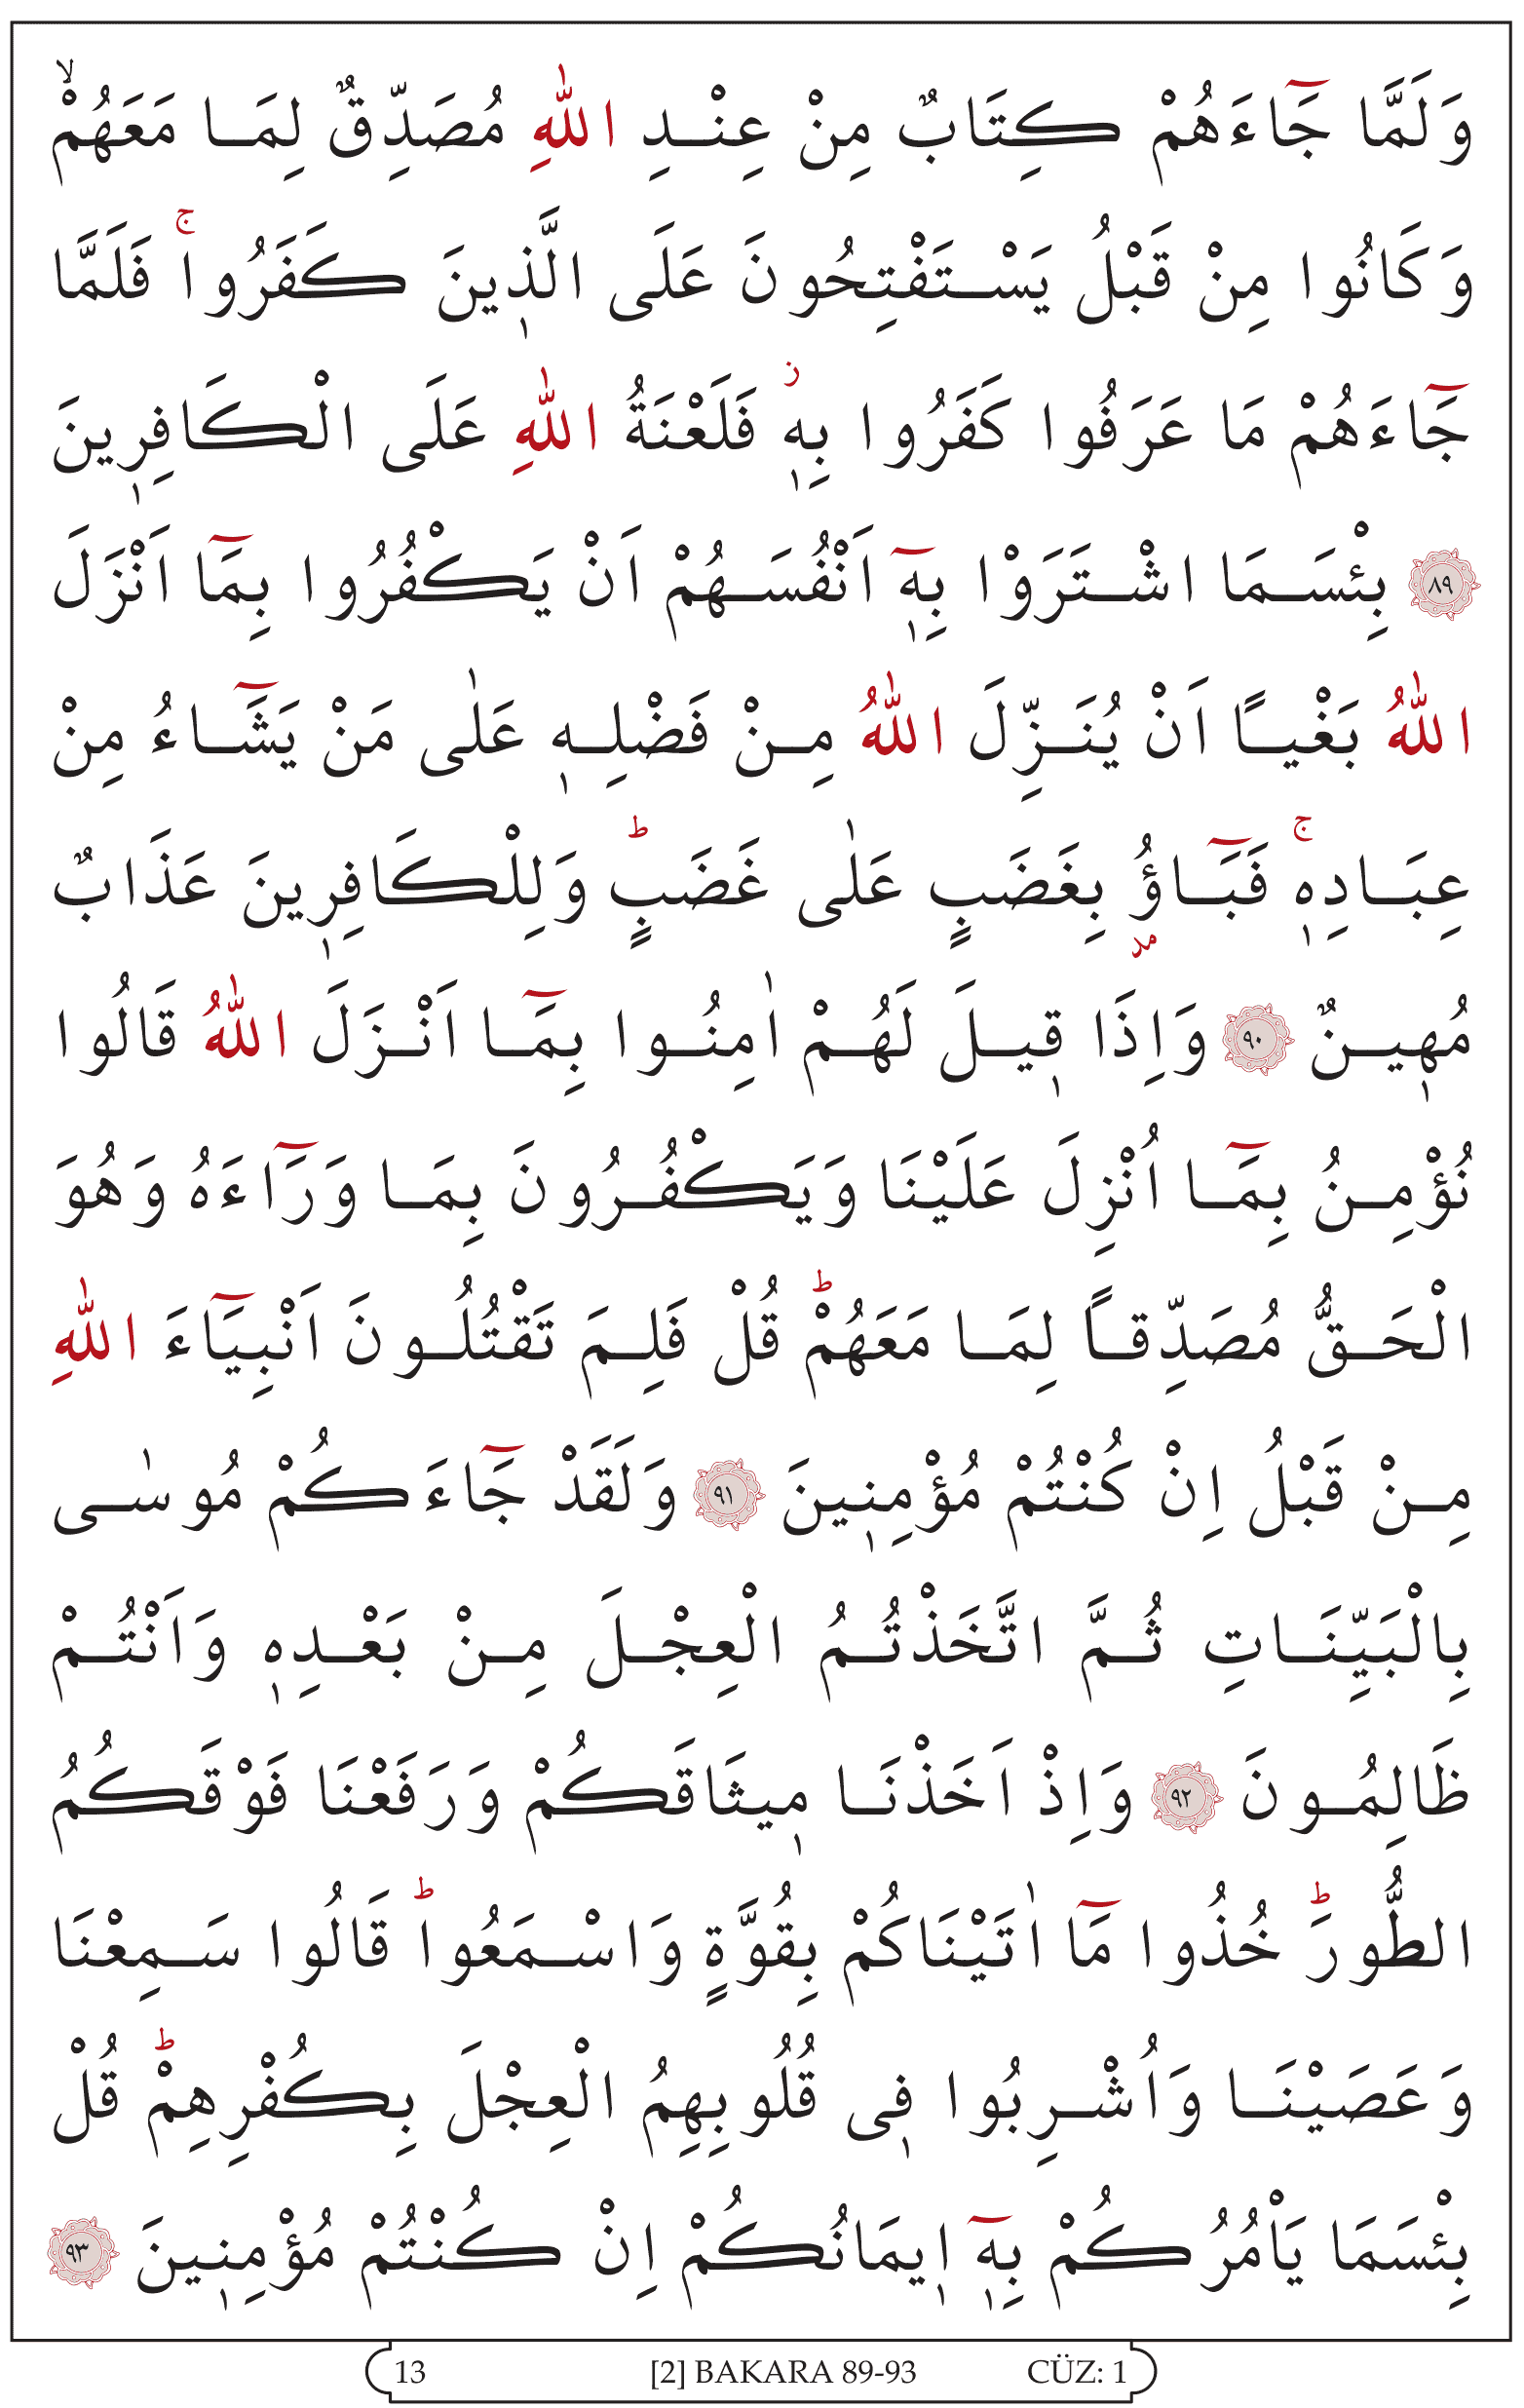 وَلَمَّا جَٓاءَهُمْ كِتَابٌ مِنْ عِنْدِ اللّٰهِ مُصَدِّقٌ لِمَا مَعَهُمْۙ
وَكَانُوا مِنْ قَبْلُ يَسْتَفْتِحُونَ عَلَى الَّذٖينَ كَفَرُواۚ فَلَمَّا
جَٓاءَهُمْ مَا عَرَفُوا كَفَرُوا بِهٖؗ فَلَعْنَةُ اللّٰهِ عَلَى الْكَافِرٖينَ
﴿٨٩﴾ بِئْسَمَا اشْتَرَوْا بِهٖٓ اَنْفُسَهُمْ اَنْ يَكْفُرُوا بِمَٓا اَنْزَلَ
اللّٰهُ بَغْيًا اَنْ يُنَزِّلَ اللّٰهُ مِنْ فَضْلِهٖ عَلٰى مَنْ يَشَٓاءُ مِنْ
عِبَادِهٖۚ فَبَٓاؤُ۫ بِغَضَبٍ عَلٰى غَضَبٍؕ وَلِلْكَافِرٖينَ عَذَابٌ
مُهٖينٌ ﴿٩٠﴾ وَاِذَا قٖيلَ لَهُمْ اٰمِنُوا بِمَٓا اَنْزَلَ اللّٰهُ قَالُوا
نُؤْمِنُ بِمَٓا اُنْزِلَ عَلَيْنَا وَيَكْفُرُونَ بِمَا وَرَٓاءَهُ وَهُوَ
الْحَقُّ مُصَدِّقاً لِمَا مَعَهُمْؕ قُلْ فَلِمَ تَقْتُلُونَ اَنْبِيَٓاءَ اللّٰهِ
مِنْ قَبْلُ اِنْ كُنْتُمْ مُؤْمِنٖينَ ﴿٩١﴾ وَلَقَدْ جَٓاءَكُمْ مُوسٰى
بِالْبَيِّنَاتِ ثُمَّ اتَّخَذْتُمُ الْعِجْلَ مِنْ بَعْدِهٖ وَاَنْتُمْ
ظَالِمُونَ ﴿٩٢﴾ وَاِذْ اَخَذْنَا مٖيثَاقَكُمْ وَرَفَعْنَا فَوْقَكُمُ
الطُّورَؕ خُذُوا مَٓا اٰتَيْنَاكُمْ بِقُوَّةٍ وَاسْمَعُواؕ قَالُوا سَمِعْنَا
وَعَصَيْنَا وَاُشْرِبُوا فٖى قُلُوبِهِمُ الْعِجْلَ بِكُفْرِهِمْؕ قُلْ
بِئْسَمَا يَأْمُرُكُمْ بِهٖٓ اٖيمَانُكُمْ اِنْ كُنْتُمْ مُؤْمِنٖينَ ﴿٩٣﴾
13 [2] BAKARA 89-93 CÜZ: 1